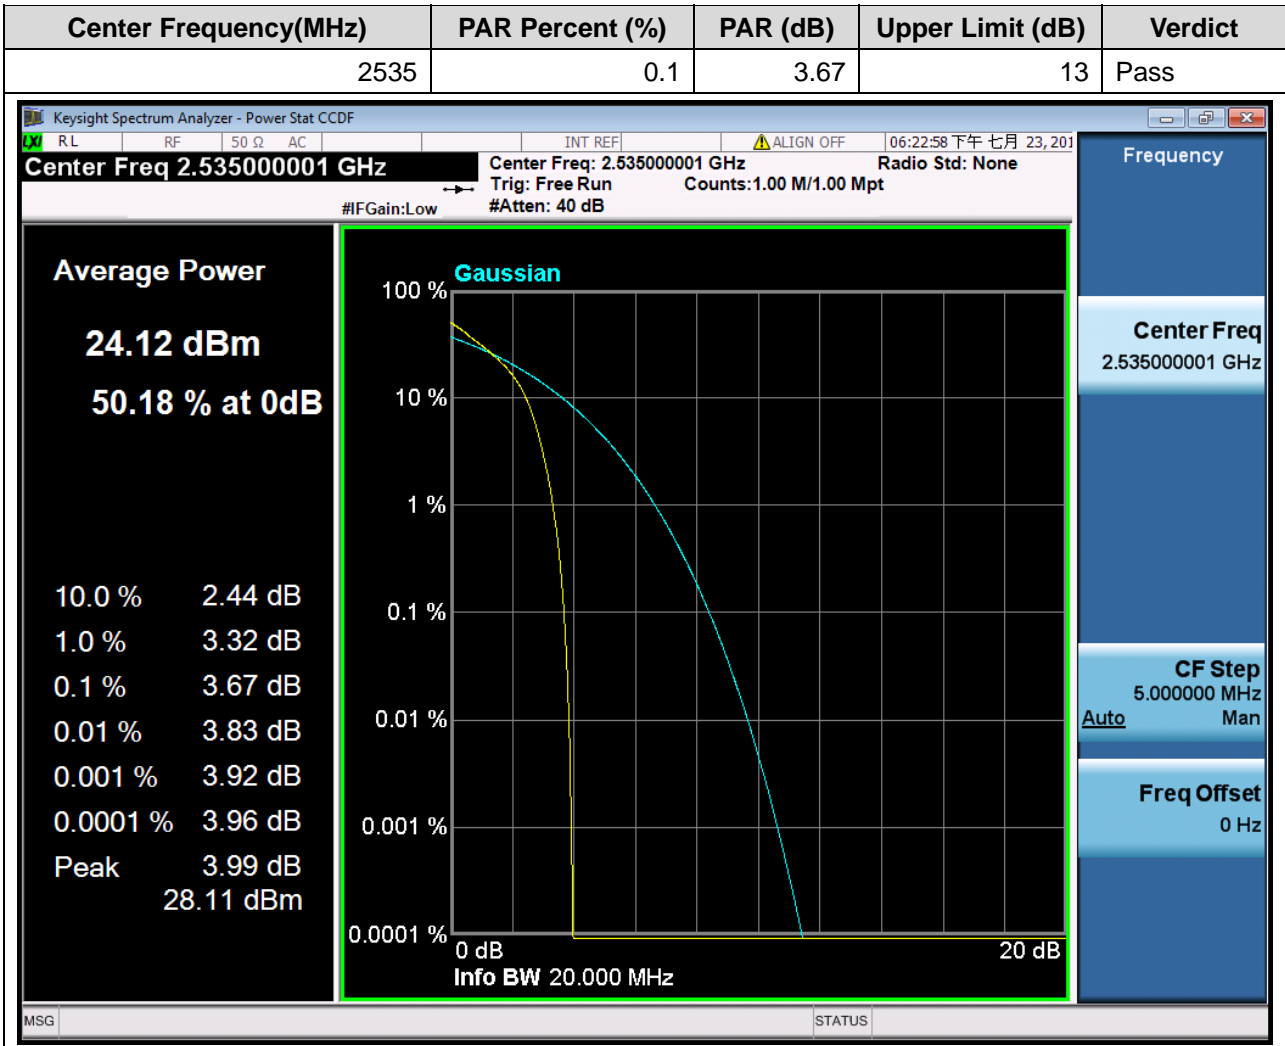 Center Frequency(MHz) PAR Percent (%) PAR (dB) Upper Limit (dB) Verdict
2535 0.1 3.67 13 Pass
Keysight Spectrum Analyzer - Power Stat CCDF
LXI RL RF 50 Ω AC INT REF ALIGN OFF 06:22:58 下午 七月 23, 201
Center Freq 2.535000001 GHz
Center Freq: 2.535000001 GHz Radio Std: None
Trig: Free Run Counts:1.00 M/1.00 Mpt
#IFGain:Low #Atten: 40 dB
Frequency
Average Power
24.12 dBm
50.18 % at 0dB
10.0 % 2.44 dB
1.0 % 3.32 dB
0.1 % 3.67 dB
0.01 % 3.83 dB
0.001 % 3.92 dB
0.0001 % 3.96 dB
Peak 3.99 dB
28.11 dBm
Gaussian
100 %
10 %
1 %
0.1 %
0.01 %
0.001 %
0.0001 %
0 dB 20 dB
Info BW 20.000 MHz
Center Freq
2.535000001 GHz
CF Step
5.000000 MHz
Auto Man
Freq Offset
0 Hz
MSG STATUS